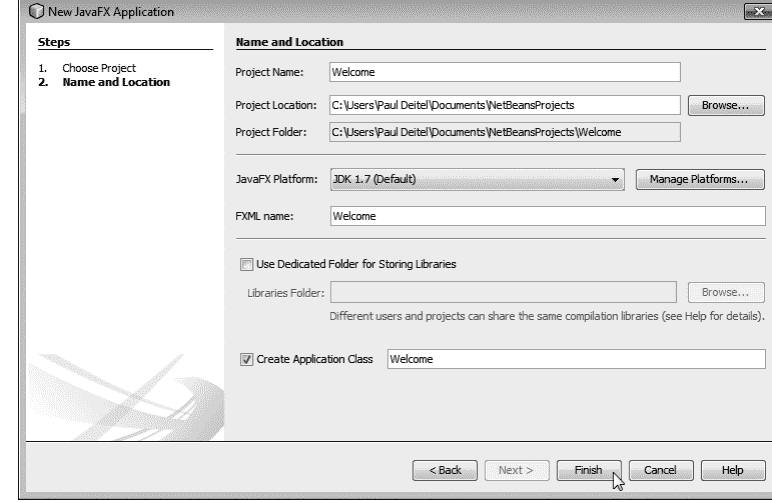 New JavaFX Application
Steps
1. Choose Project
2. Name and Location
Name and Location
Project Name: Welcome
Project Location: C:\Users\Paul Deitel\Documents\NetBeansProjects Browse...
Project Folder: C:\Users\Paul Deitel\Documents\NetBeansProjects\Welcome
JavaFX Platform: JDK 1.7 (Default) Manage Platforms...
FXML name: Welcome
Use Dedicated Folder for Storing Libraries
Libraries Folder: Browse...
Different users and projects can share the same compilation libraries (see Help for details).
Create Application Class Welcome
< Back Next > Finish Cancel Help